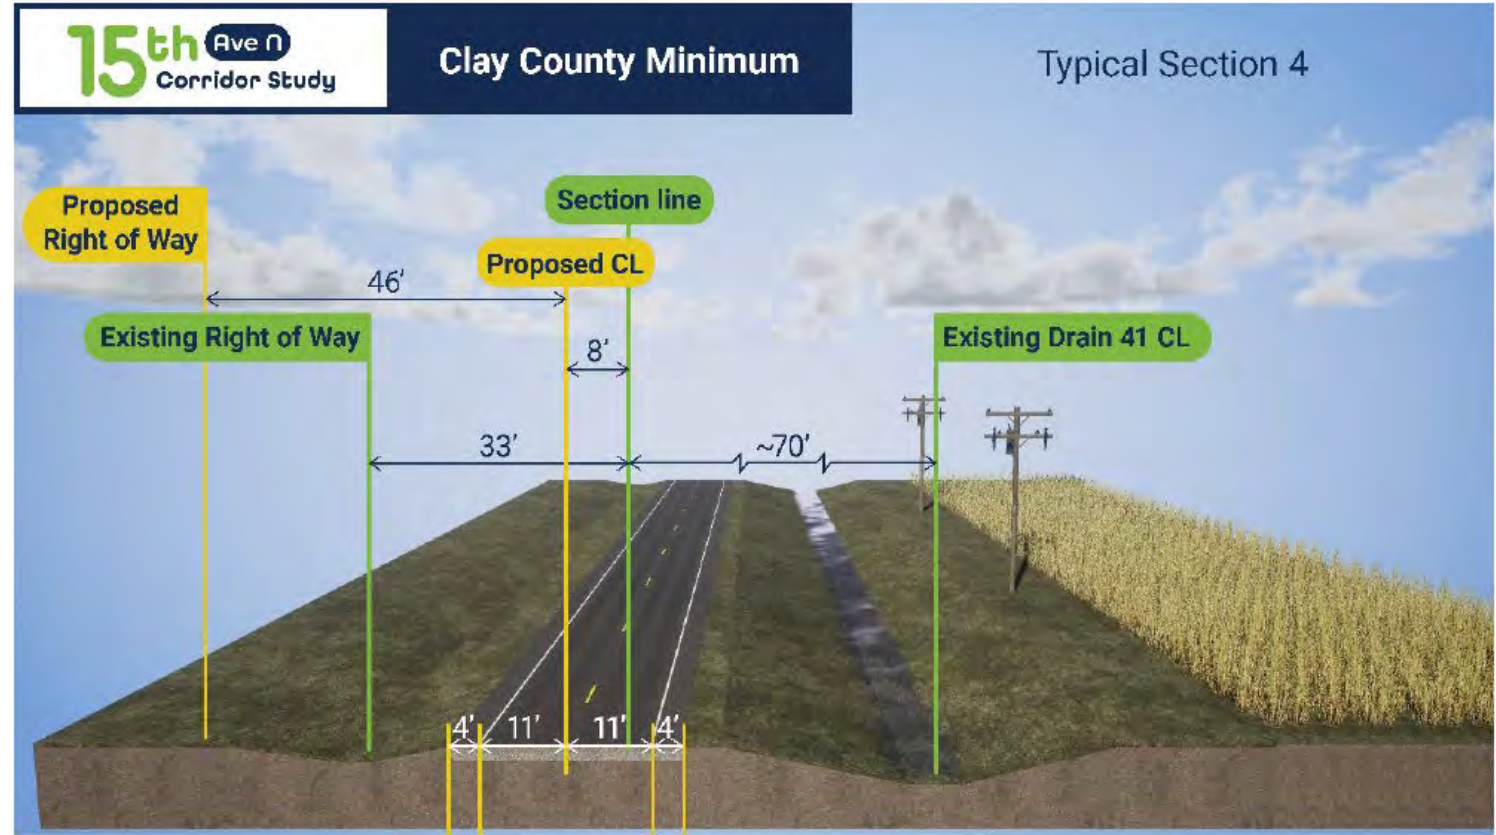 15th Ave N
Corridor Study
Clay County Minimum
Typical Section 4
Proposed
Right of Way
Section line
Proposed CL
46'
Existing Right of Way
8'
Existing Drain 41 CL
33'
~70'
4' 11' 11' 4'